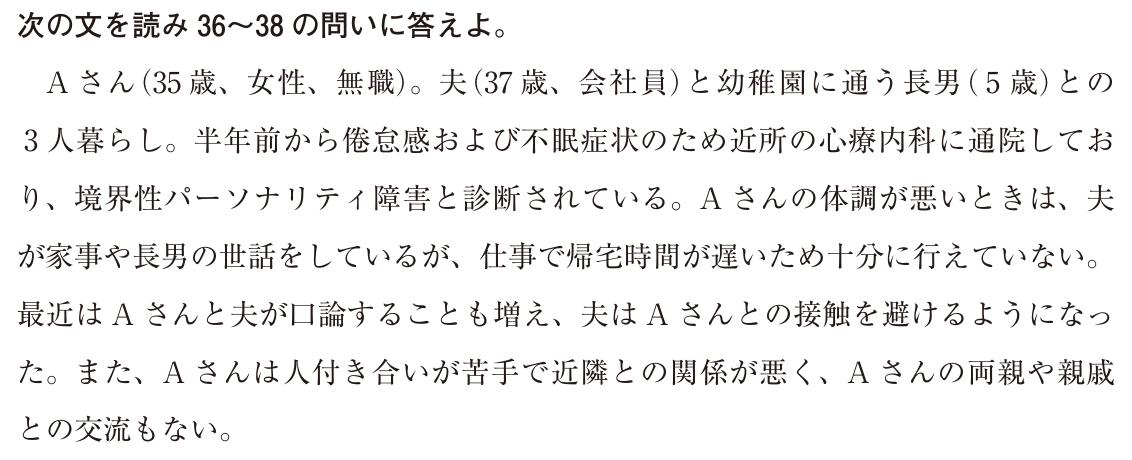 次の文を読み 36～38 の問いに答えよ。
A さん(35 歳、女性、無職)。夫(37 歳、会社員)と幼稚園に通う長男( 5 歳)との
3 人暮らし。半年前から倦怠感および不眠症状のため近所の心療内科に通院してお
り、境界性パーソナリティ障害と診断されている。A さんの体調が悪いときは、夫
が家事や長男の世話をしているが、仕事で帰宅時間が遅いため十分に行えていない。
最近は A さんと夫が口論することも増え、夫は A さんとの接触を避けるようになっ
た。また、A さんは人付き合いが苦手で近隣との関係が悪く、A さんの両親や親戚
との交流もない。